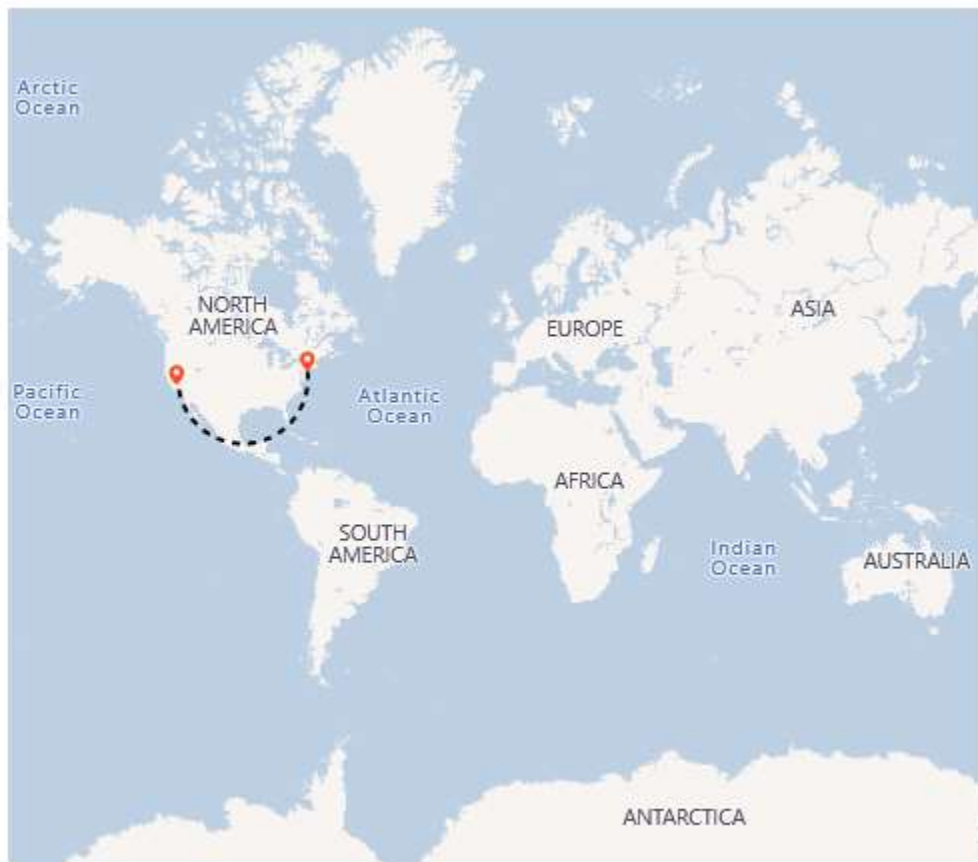 Arctic
Ocean
NORTH
AMERICA
EUROPE
ASIA
Pacific
Ocean
Atlantic
Ocean
AFRICA
SOUTH
AMERICA
Indian
Ocean
AUSTRALIA
ANTARCTICA